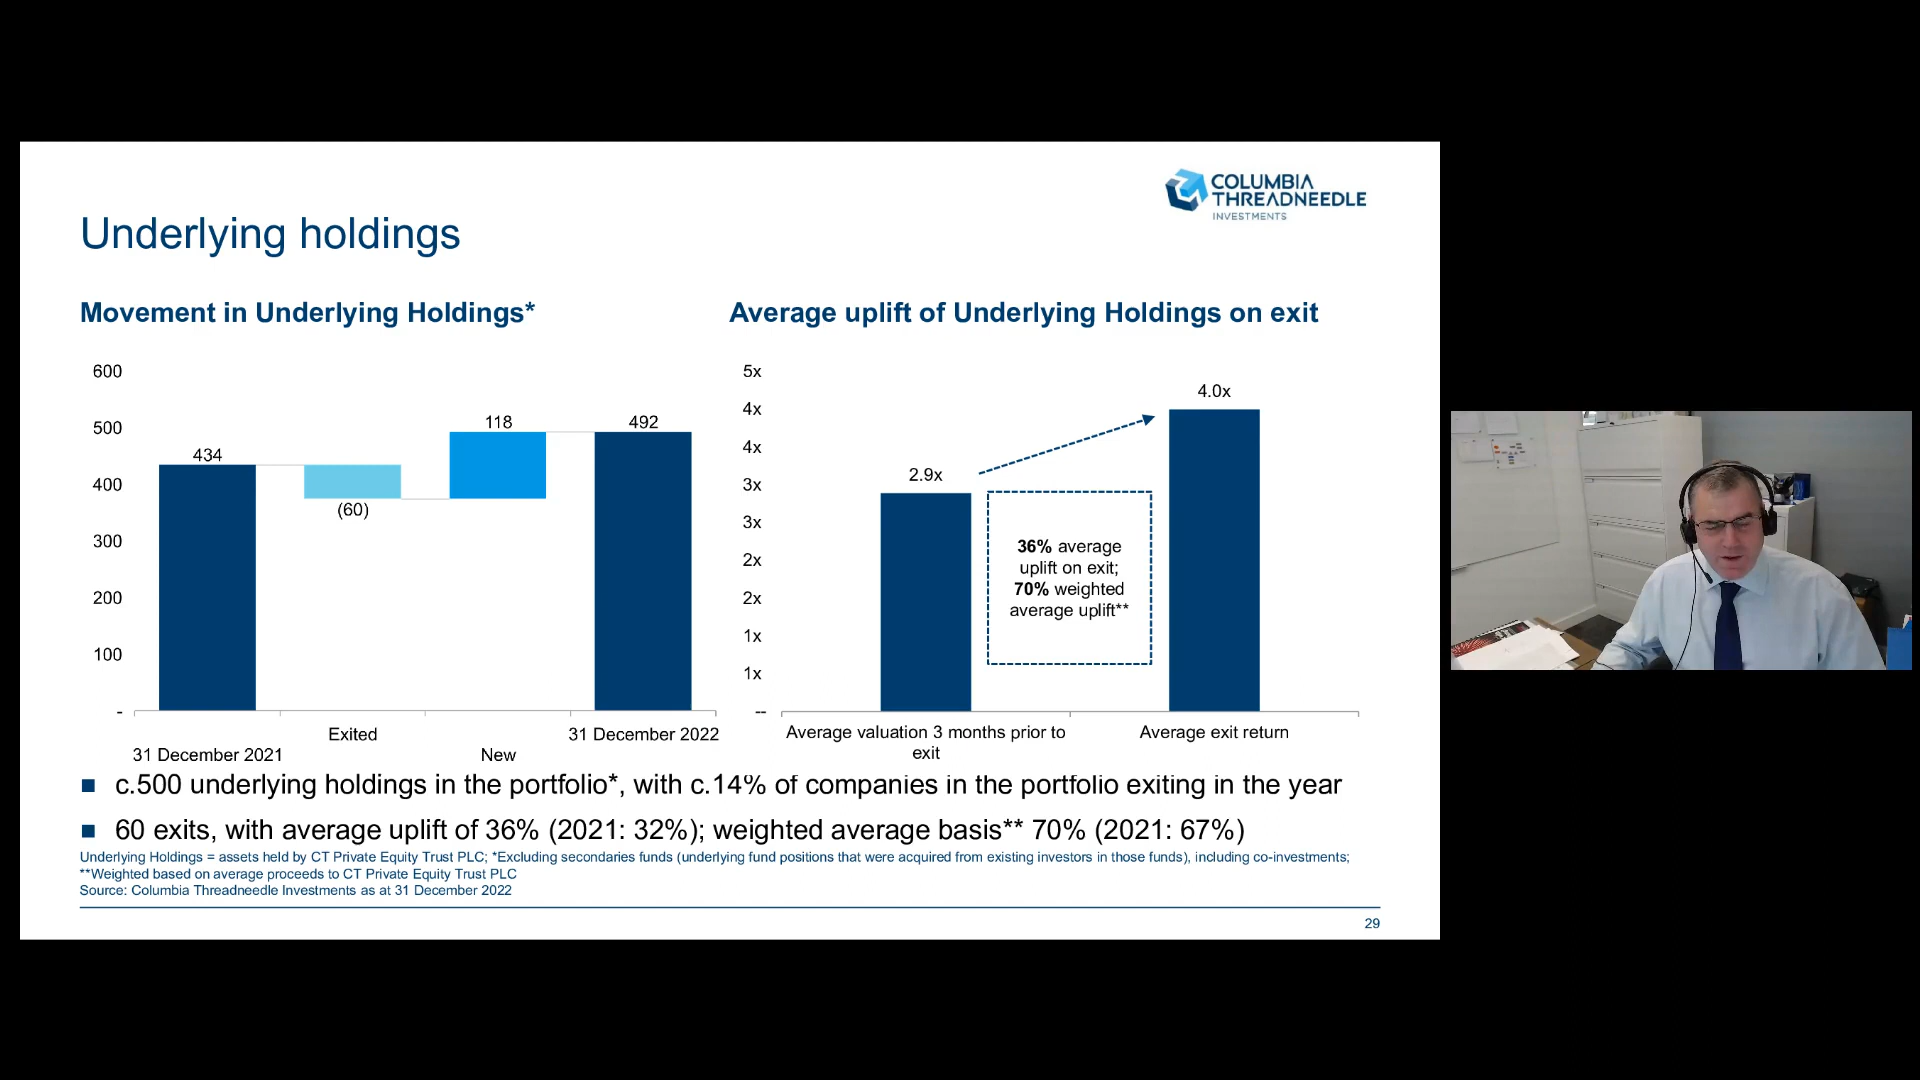 COLUMBIA
THREADNEEDLE
INVESTMENTS
Underlying holdings
Movement in Underlying Holdings*
600
500
400
300
200
100
-
434
(60)
118
492
31 December 2021
Exited
New
31 December 2022
Average uplift of Underlying Holdings on exit
5x
4x
4x
3x
3x
2x
2x
1x
1x
--
2.9x
4.0x
36% average
uplift on exit;
70% weighted
average uplift**
Average valuation 3 months prior to
exit
Average exit return
■ c.500 underlying holdings in the portfolio*, with c.14% of companies in the portfolio exiting in the year
■ 60 exits, with average uplift of 36% (2021: 32%); weighted average basis** 70% (2021: 67%)
Underlying Holdings = assets held by CT Private Equity Trust PLC; *Excluding secondaries funds (underlying fund positions that were acquired from existing investors in those funds), including co-investments;
**Weighted based on average proceeds to CT Private Equity Trust PLC
Source: Columbia Threadneedle Investments as at 31 December 2022
29